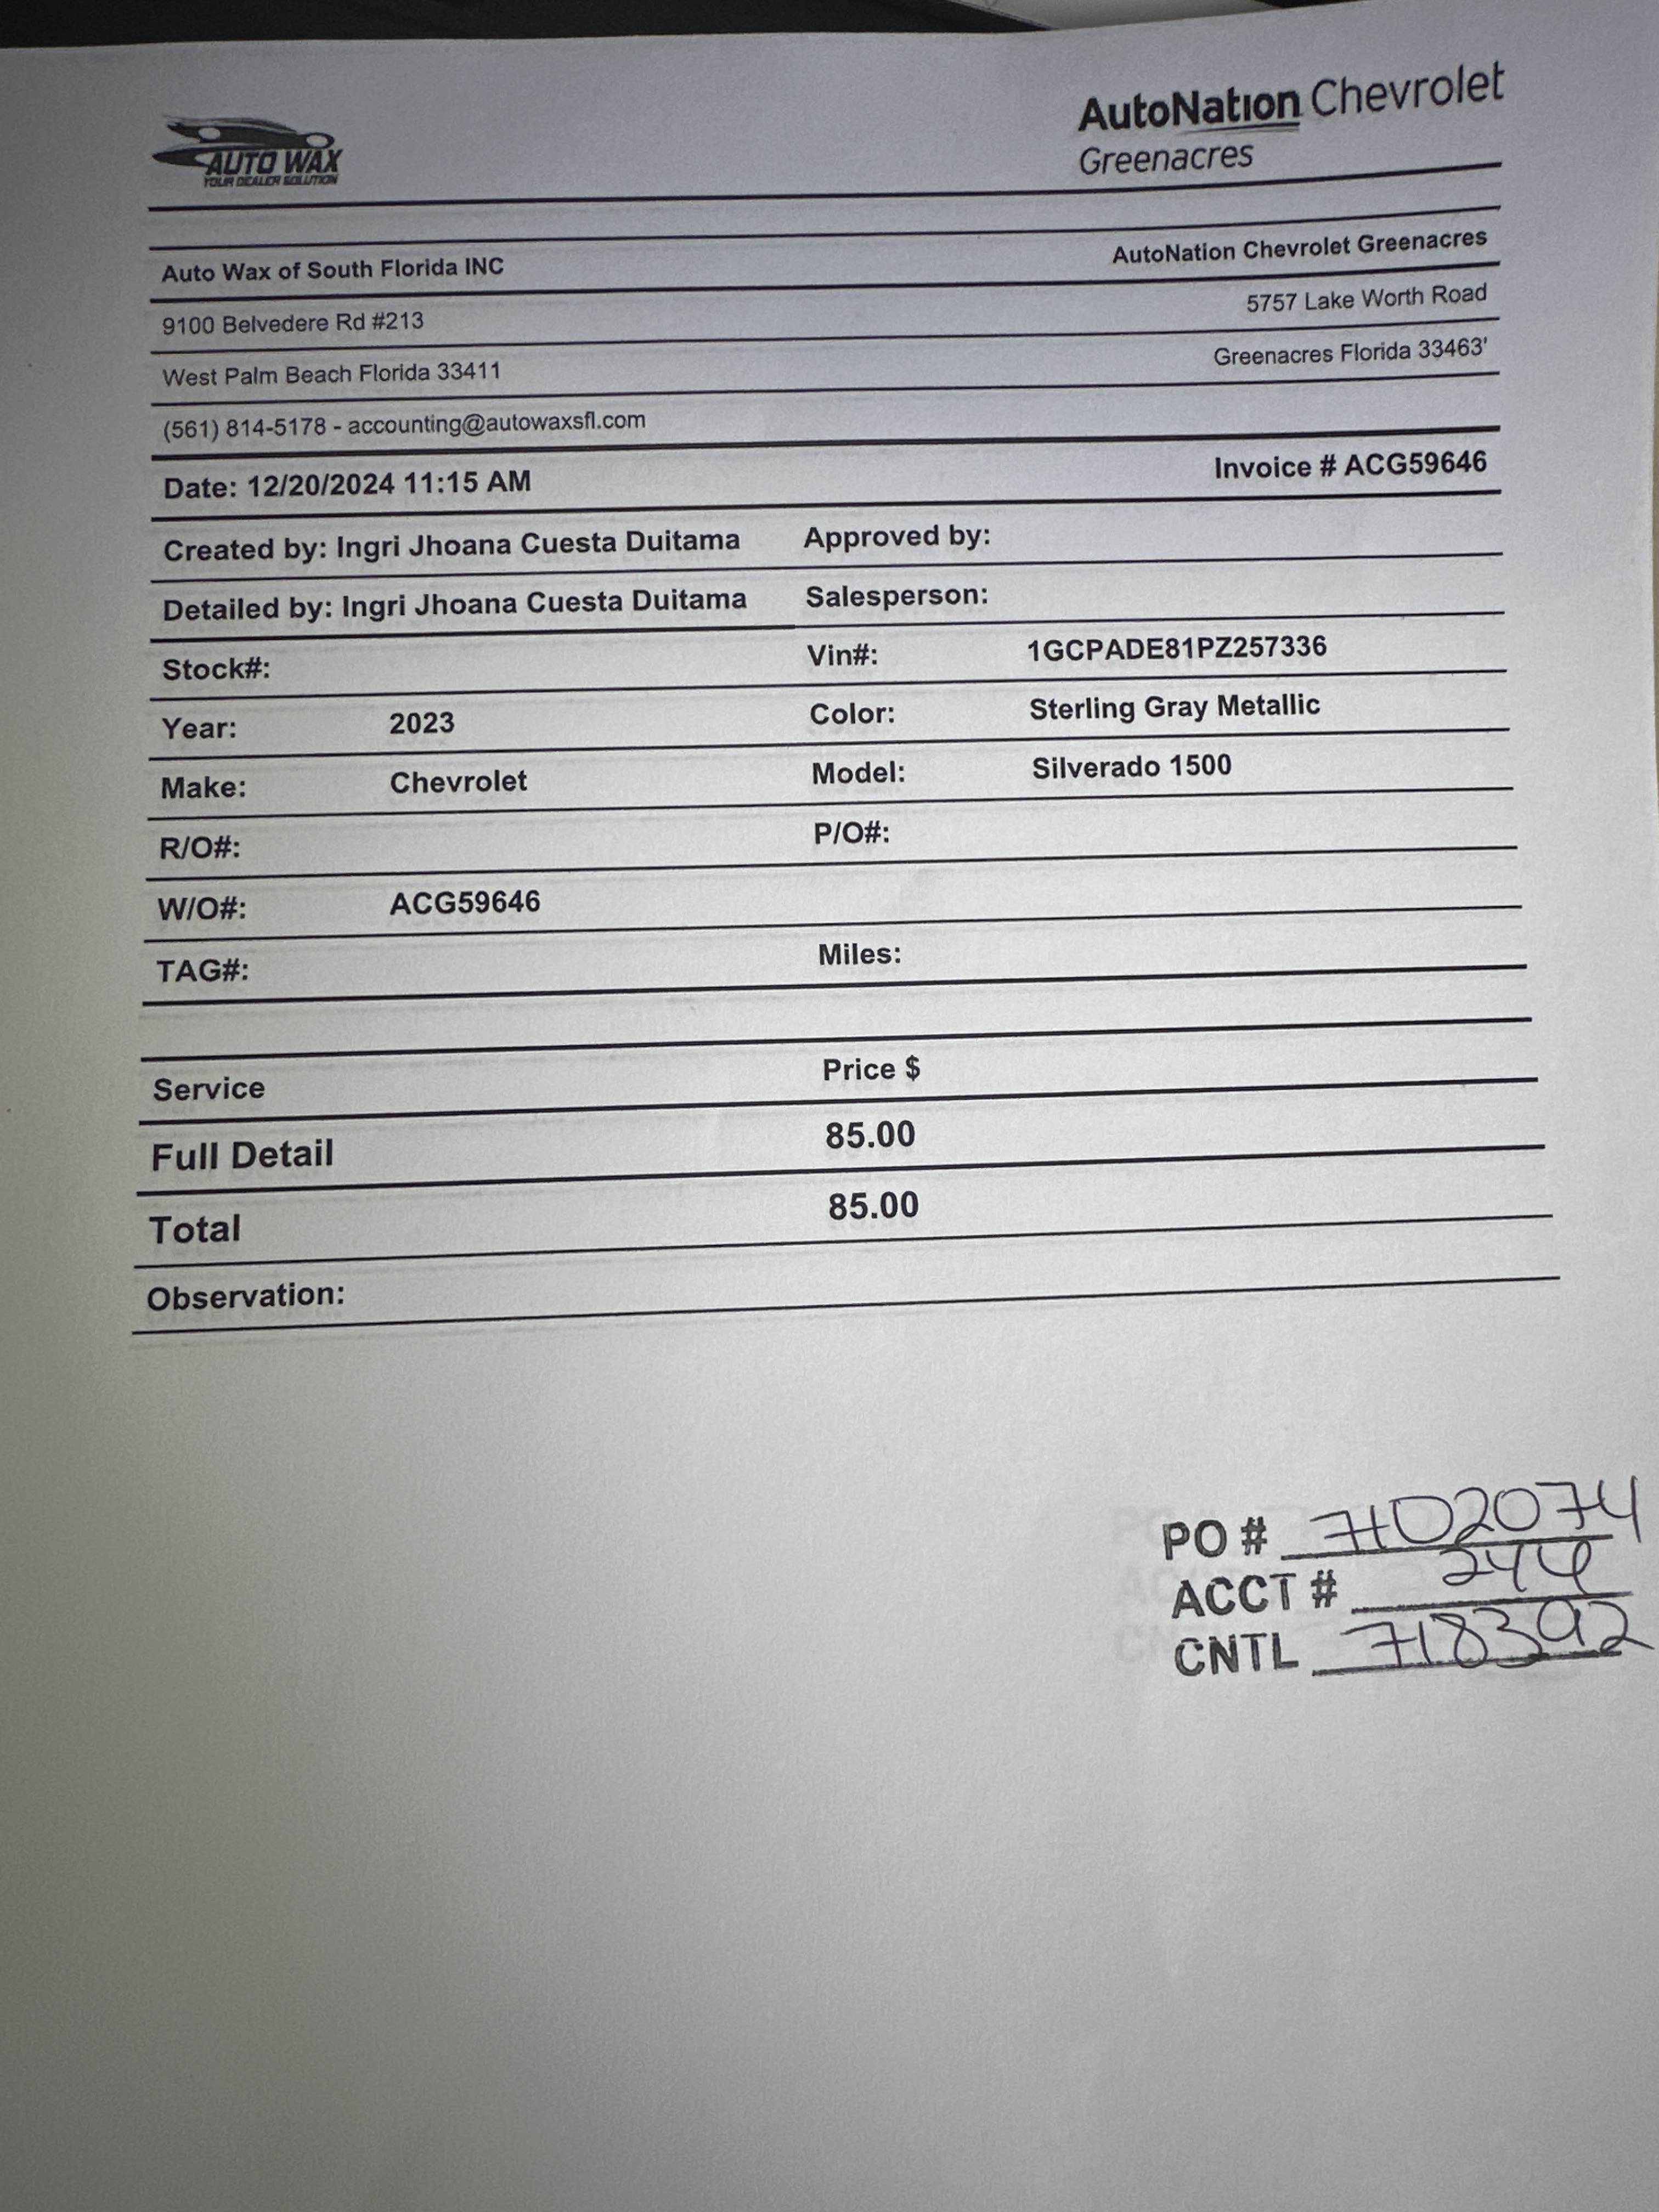 AUTO WAX
YOUR DEALER SOLUTION
AutoNation Chevrolet
Greenacres
Auto Wax of South Florida INC
AutoNation Chevrolet Greenacres
9100 Belvedere Rd #213
5757 Lake Worth Road
West Palm Beach Florida 33411
Greenacres Florida 33463'
(561) 814-5178 - accounting@autowaxsfl.com
Date: 12/20/2024 11:15 AM
Invoice # ACG59646
Created by: Ingri Jhoana Cuesta Duitama Approved by:
Detailed by: Ingri Jhoana Cuesta Duitama Salesperson:
Stock#: Vin#: 1GCPADE81PZ257336
Year: 2023 Color: Sterling Gray Metallic
Make: Chevrolet Model: Silverado 1500
R/O#: P/O#:
W/O#: ACG59646
TAG#: Miles:
Service Price $
Full Detail 85.00
Total 85.00
Observation:
PO # 7102074
ACCT # 244
CNTL 718392